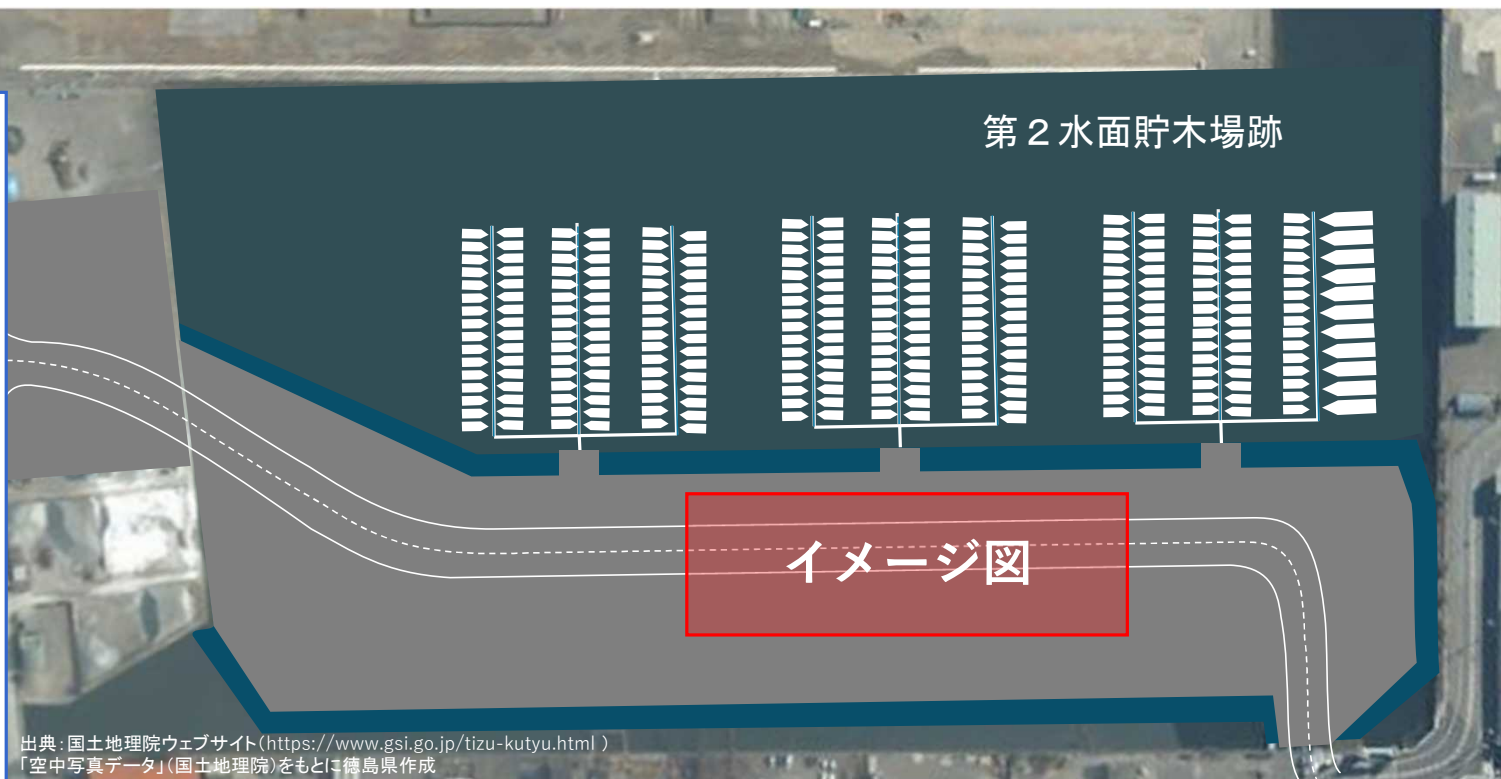 第２水面貯木場跡
イメージ図
出典：国土地理院ウェブサイト（https://www.gsi.go.jp/tizu-kutyu.html ）
「空中写真データ」（国土地理院）をもとに徳島県作成